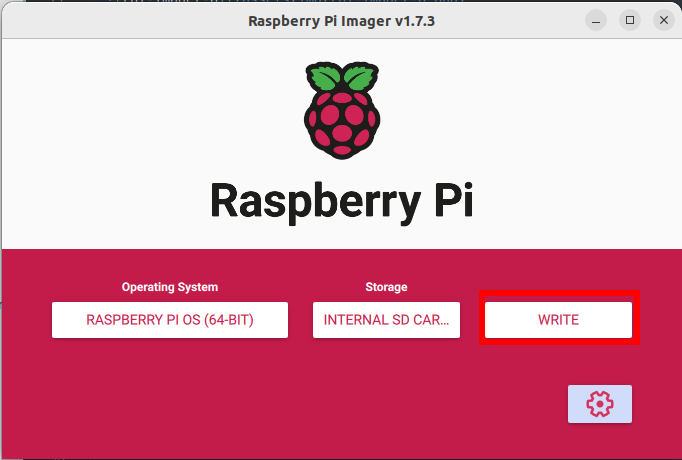 Raspberry Pi Imager v1.7.3
Raspberry Pi
Operating System
Storage
RASPBERRY PI OS (64-BIT)
INTERNAL SD CAR...
WRITE